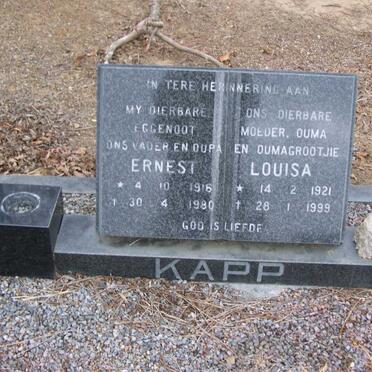 IN TERE HERINNERING AAN
MY DIERBARE
EGGENOOT
ONS VADER EN OUPA
ERNEST
★ 4 10 1916
† 30 4 1980
ONS DIERBARE
MOEDER, OUMA
EN OUMAGROOTJIE
LOUISA
★ 14 2 1921
† 28 1 1999
GOD IS LIEFDE
KAPP